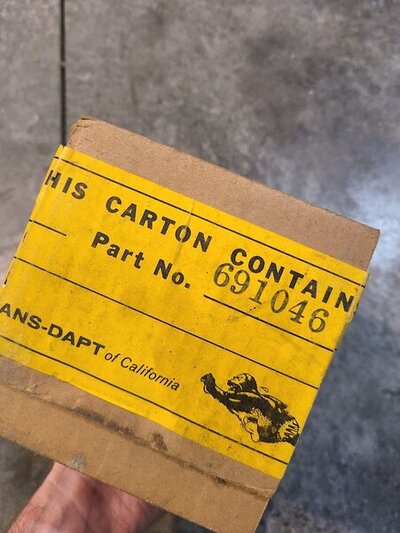 HIS CARTON CONTAIN
Part No. 691046
ANS-DAPT of California